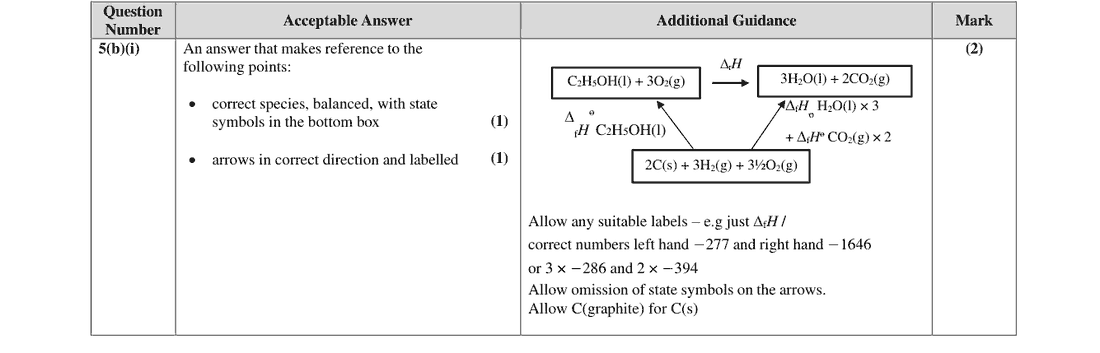 Question Number
Acceptable Answer
Additional Guidance
Mark
5(b)(i)
An answer that makes reference to the
following points:
• correct species, balanced, with state
symbols in the bottom box (1)
• arrows in correct direction and labelled (1)
ΔᵣH
C₂H₅OH(l) + 3O₂(g)
3H₂O(l) + 2CO₂(g)
Δ ⊖
fH C₂H₅OH(l)
ΔfH⊖ H₂O(l) × 3
+ ΔfH⊖ CO₂(g) × 2
2C(s) + 3H₂(g) + 3½O₂(g)
Allow any suitable labels – e.g just ΔfH /
correct numbers left hand −277 and right hand −1646
or 3 × −286 and 2 × −394
Allow omission of state symbols on the arrows.
Allow C(graphite) for C(s)
(2)